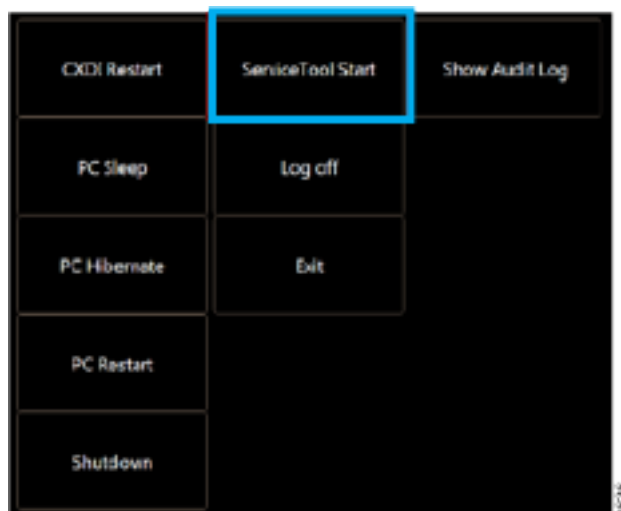 CXDI Restart
ServiceTool Start
Show Audit Log
PC Sleep
Log off
PC Hibernate
Exit
PC Restart
Shutdown